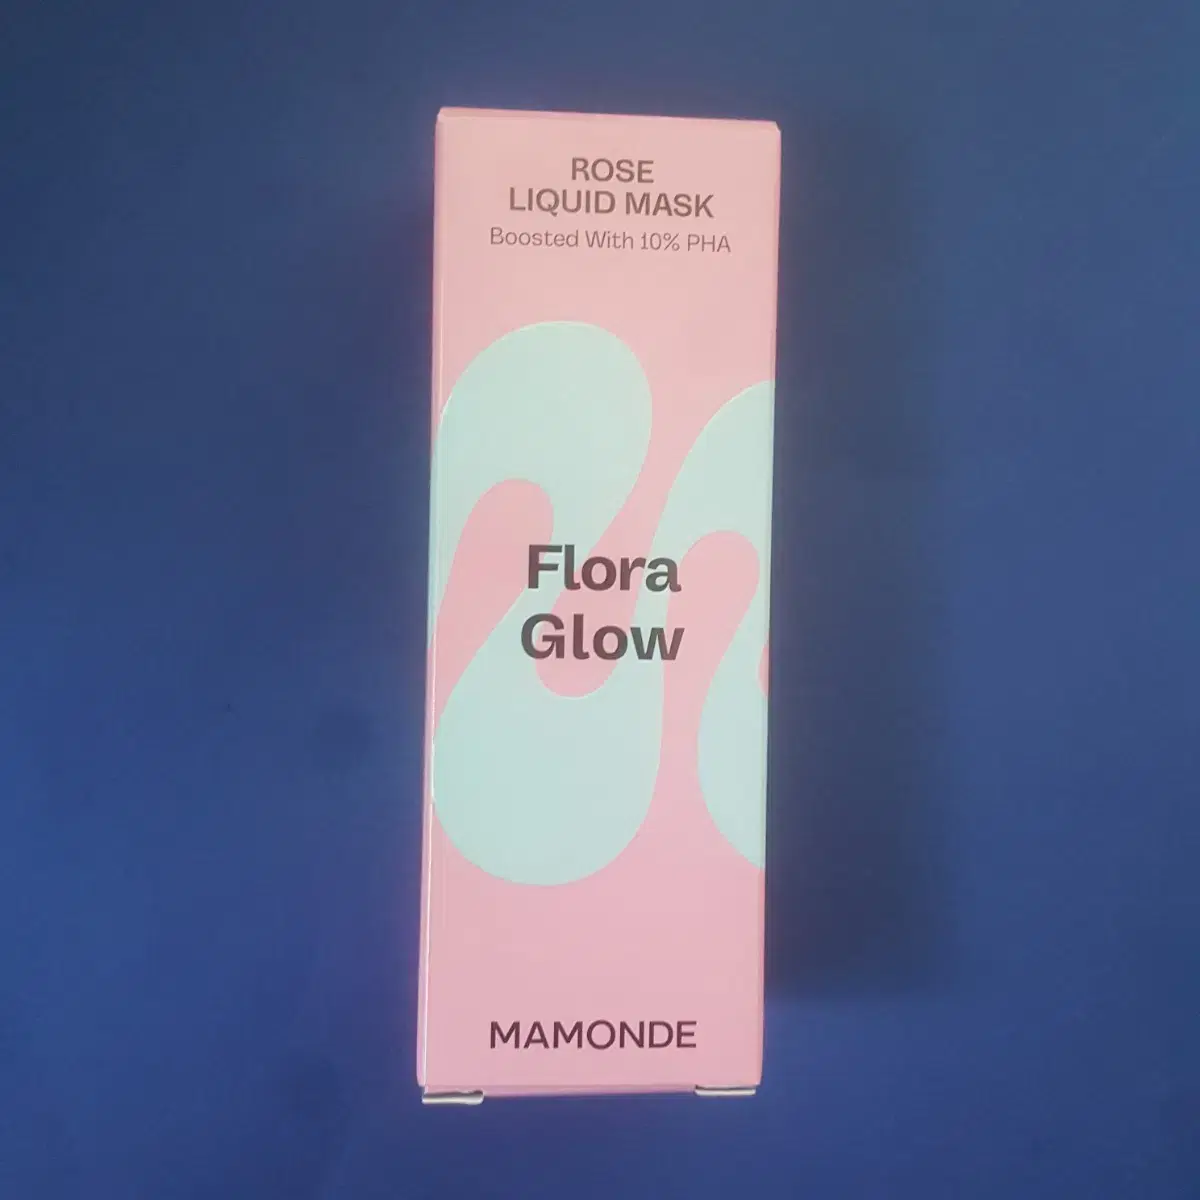 ROSE
LIQUID MASK
Boosted With 10% PHA
Flora
Glow
MAMONDE